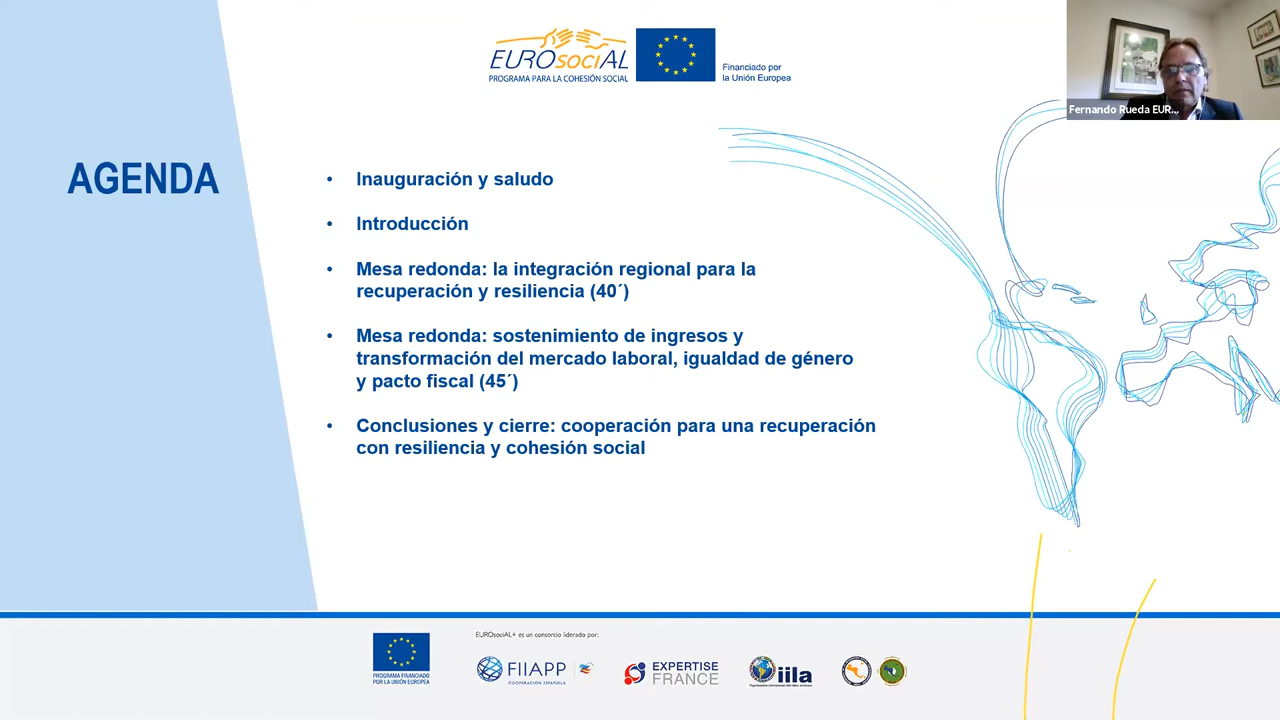 EUROsociAL
PROGRAMA PARA LA COHESIÓN SOCIAL
Financiado por
la Unión Europea
Fernando Rueda EUR...
AGENDA
• Inauguración y saludo
• Introducción
• Mesa redonda: la integración regional para la
recuperación y resiliencia (40´)
• Mesa redonda: sostenimiento de ingresos y
transformación del mercado laboral, igualdad de género
y pacto fiscal (45´)
• Conclusiones y cierre: cooperación para una recuperación
con resiliencia y cohesión social
EUROsociAL+ es un consorcio liderado por:
PROGRAMA FINANCIADO
POR LA UNIÓN EUROPEA
FIIAPP
COOPERACIÓN ESPAÑOLA
EXPERTISE
FRANCE
iila